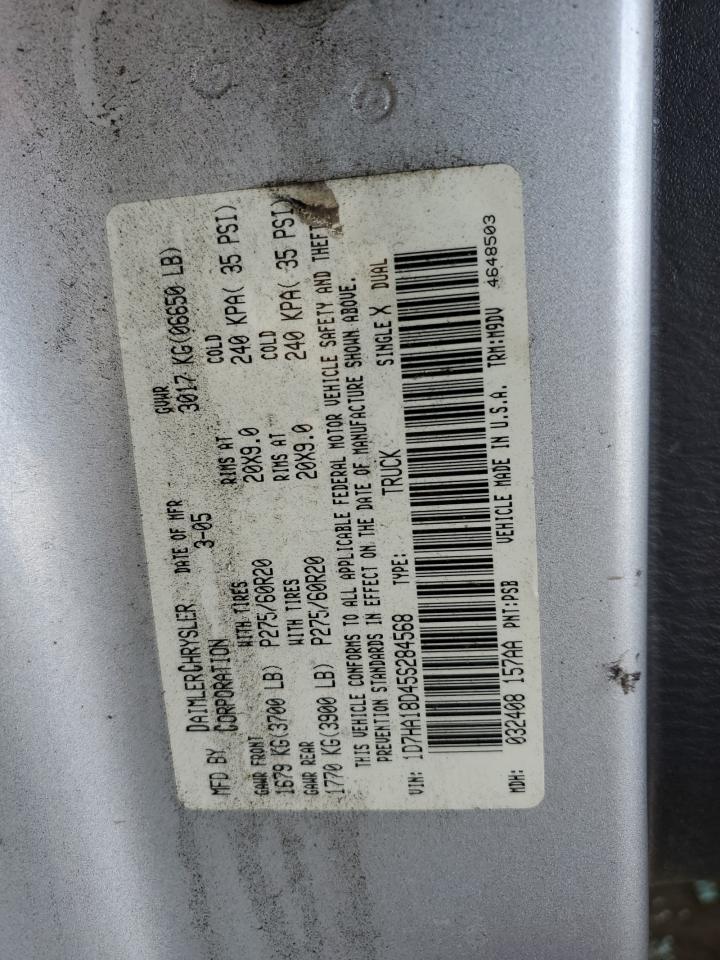 MFD BY DAIMLERCHRYSLER CORPORATION DATE OF MFR 3-05 GVWR 3017 KG(06650 LB)
GAWR FRONT WITH TIRES RIMS AT COLD
1679 KG(3700 LB) P275/60R20 20X9.0 240 KPA( 35 PSI)
GAWR REAR WITH TIRES RIMS AT COLD
1770 KG(3900 LB) P275/60R20 20X9.0 240 KPA( 35 PSI)
THIS VEHICLE CONFORMS TO ALL APPLICABLE FEDERAL MOTOR VEHICLE SAFETY AND THEFT
PREVENTION STANDARDS IN EFFECT ON THE DATE OF MANUFACTURE SHOWN ABOVE.
VIN: 1D7HA18D45S284568 TYPE: TRUCK SINGLE X DUAL
MDH: 032408 157AA PNT:PSB VEHICLE MADE IN U.S.A. TRM:M9DV 4648503